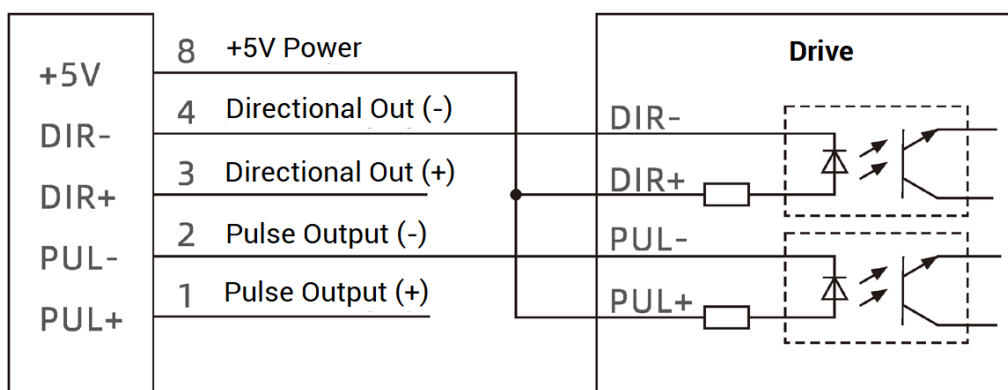 8 +5V Power
Drive
+5V
4 Directional Out (-)
DIR-
DIR-
3 Directional Out (+)
DIR+
DIR+
2 Pulse Output (-)
PUL-
PUL-
1 Pulse Output (+)
PUL+
PUL+